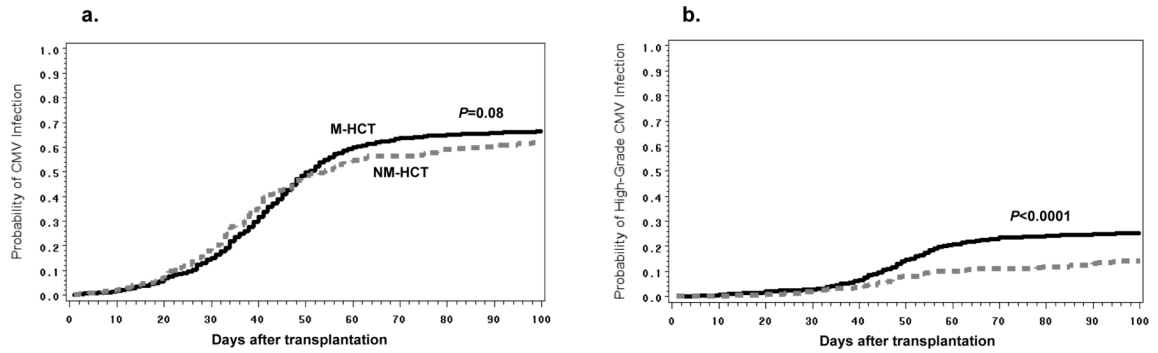 a.
Probability of CMV Infection
1.0
0.9
0.8
0.7
0.6
0.5
0.4
0.3
0.2
0.1
0.0
P=0.08
M-HCT
NM-HCT
0 10 20 30 40 50 60 70 80 90 100
Days after transplantation
b.
Probability of High-Grade CMV Infection
1.0
0.9
0.8
0.7
0.6
0.5
0.4
0.3
0.2
0.1
0.0
P<0.0001
0 10 20 30 40 50 60 70 80 90 100
Days after transplantation